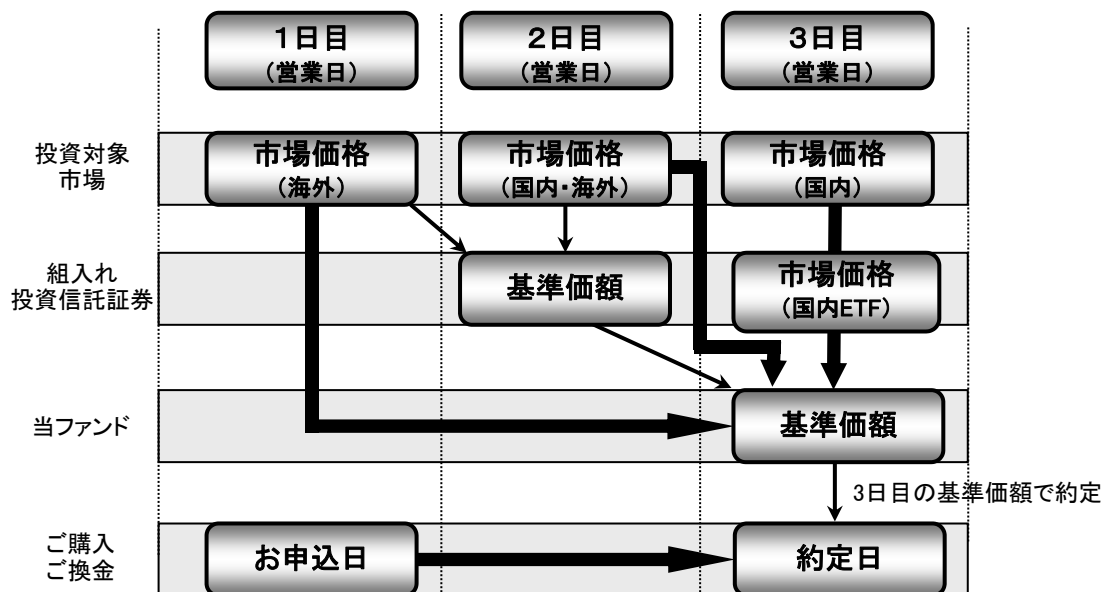 1日目
（営業日）
2日目
（営業日）
3日目
（営業日）
投資対象
市場
市場価格
（海外）
市場価格
（国内・海外）
市場価格
（国内）
組入れ
投資信託証券
基準価額
市場価格
（国内ETF）
当ファンド
基準価額
3日目の基準価額で約定
ご購入
ご換金
お申込日
約定日